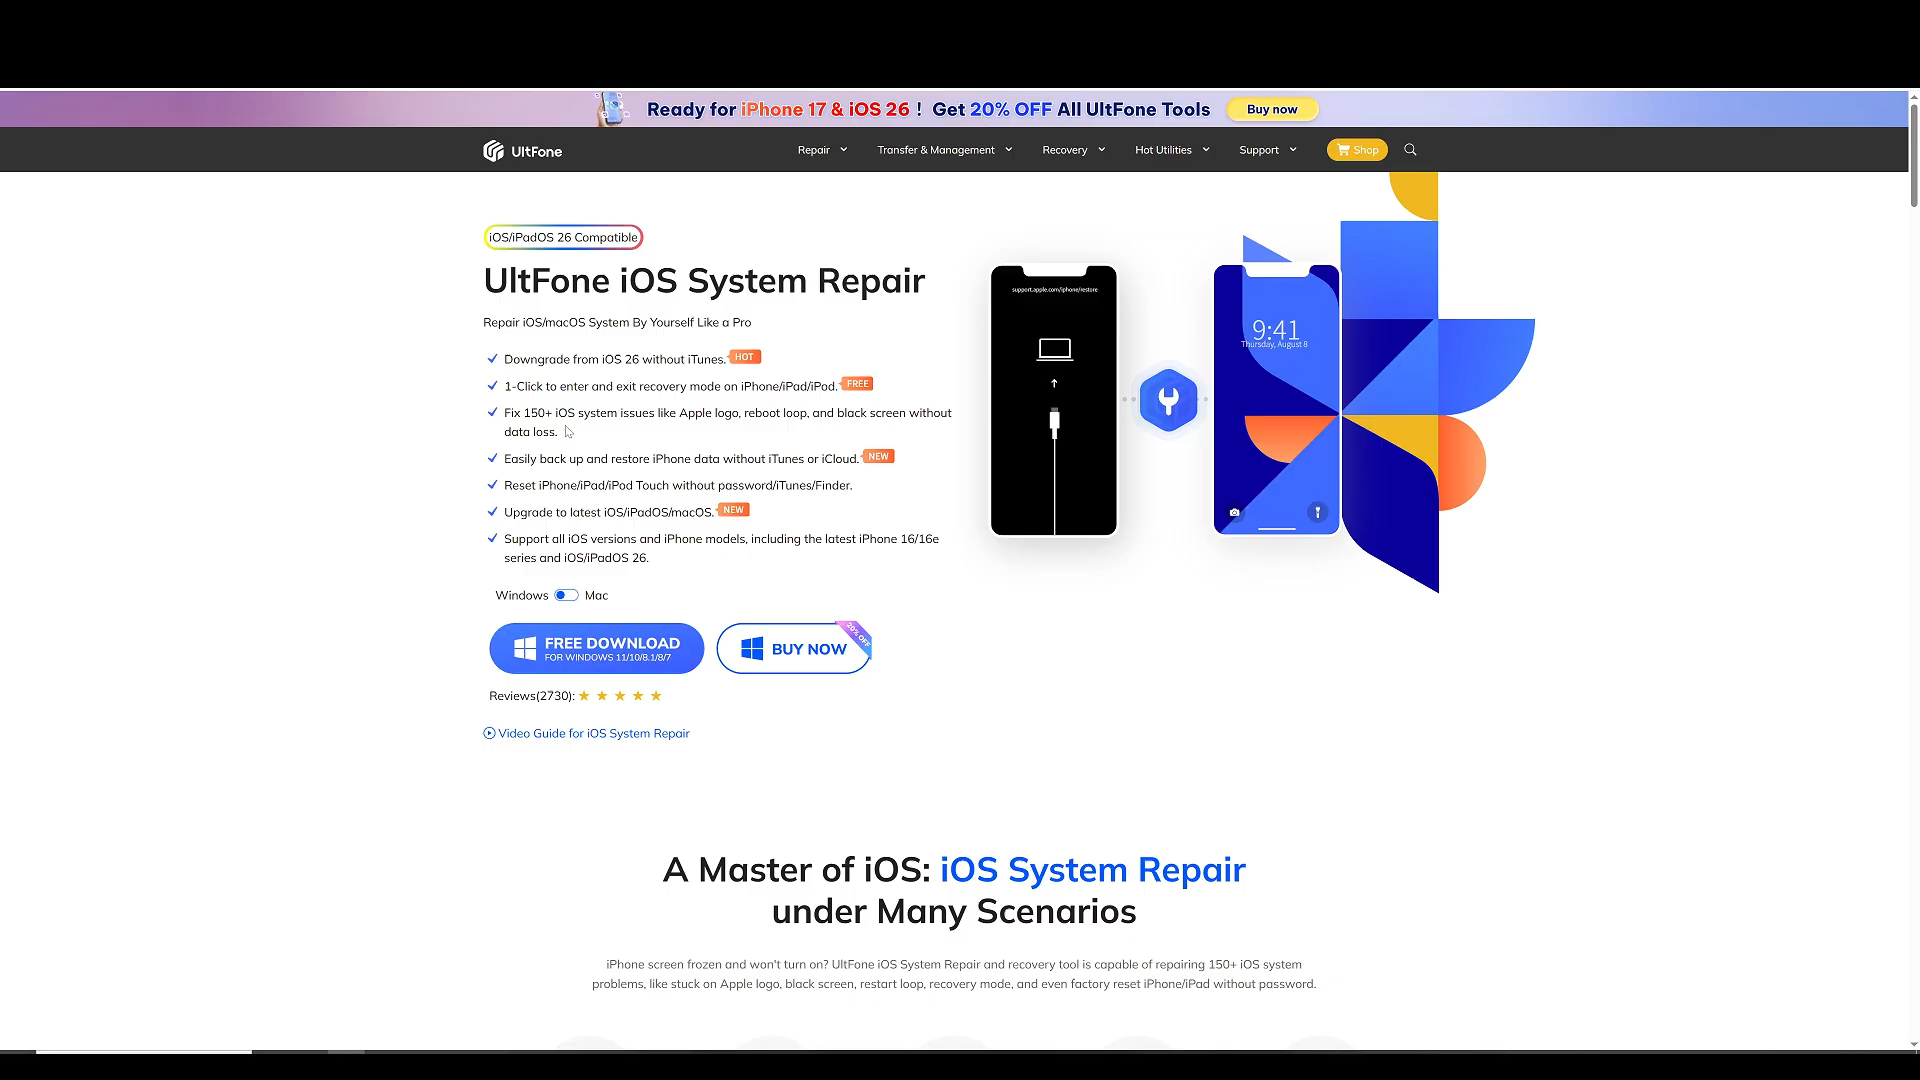 Ready for iPhone 17 & iOS 26 ! Get 20% OFF All UltFone Tools Buy now
UltFone Repair Transfer & Management Recovery Hot Utilities Support Shop
iOS/iPadOS 26 Compatible
UltFone iOS System Repair
Repair iOS/macOS System By Yourself Like a Pro
Downgrade from iOS 26 without iTunes. HOT
1-Click to enter and exit recovery mode on iPhone/iPad/iPod. FREE
Fix 150+ iOS system issues like Apple logo, reboot loop, and black screen without
data loss.
Easily back up and restore iPhone data without iTunes or iCloud. NEW
Reset iPhone/iPad/iPod Touch without password/iTunes/Finder.
Upgrade to latest iOS/iPadOS/macOS. NEW
Support all iOS versions and iPhone models, including the latest iPhone 16/16e
series and iOS/iPadOS 26.
Windows Mac
FREE DOWNLOAD
FOR WINDOWS 11/10/8.1/8/7
BUY NOW
20% OFF
Reviews(2730):
Video Guide for iOS System Repair
support.apple.com/iphone/restore
9:41
Thursday, August 8
A Master of iOS: iOS System Repair
under Many Scenarios
iPhone screen frozen and won't turn on? UltFone iOS System Repair and recovery tool is capable of repairing 150+ iOS system
problems, like stuck on Apple logo, black screen, restart loop, recovery mode, and even factory reset iPhone/iPad without password.